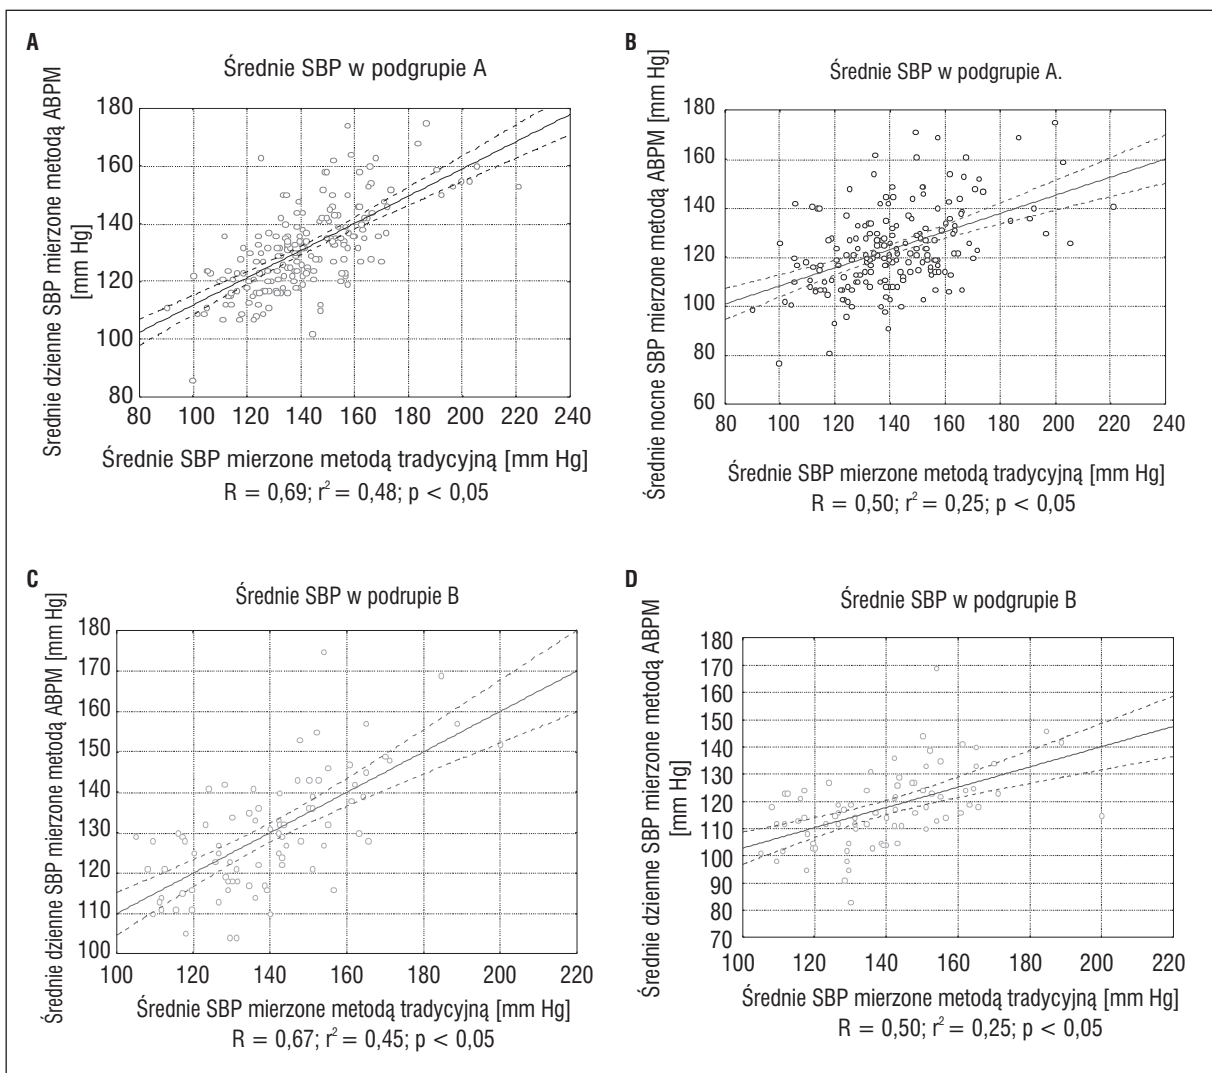 A
Średnie SBP w podgrupie A
Średnie dzienne SBP mierzone metodą ABPM
[mm Hg]
180
160
140
120
100
80
80 100 120 140 160 180 200 220 240
Średnie SBP mierzone metodą tradycyjną [mm Hg]
R = 0,69; r² = 0,48; p < 0,05
B
Średnie SBP w podgrupie A.
Średnie nocne SBP mierzone metodą ABPM [mm Hg]
180
160
140
120
100
80
60
80 100 120 140 160 180 200 220 240
Średnie SBP mierzone metodą tradycyjną [mm Hg]
R = 0,50; r² = 0,25; p < 0,05
C
Średnie SBP w podrupie B
Średnie dzienne SBP mierzone metodą ABPM [mm Hg]
180
170
160
150
140
130
120
110
100
100 120 140 160 180 200 220
Średnie SBP mierzone metodą tradycyjną [mm Hg]
R = 0,67; r² = 0,45; p < 0,05
D
Średnie SBP w podgrupie B
Średnie dzienne SBP mierzone metodą ABPM
[mm Hg]
180
170
160
150
140
130
120
110
100
90
80
70
100 120 140 160 180 200 220
Średnie SBP mierzone metodą tradycyjną [mm Hg]
R = 0,50; r² = 0,25; p < 0,05